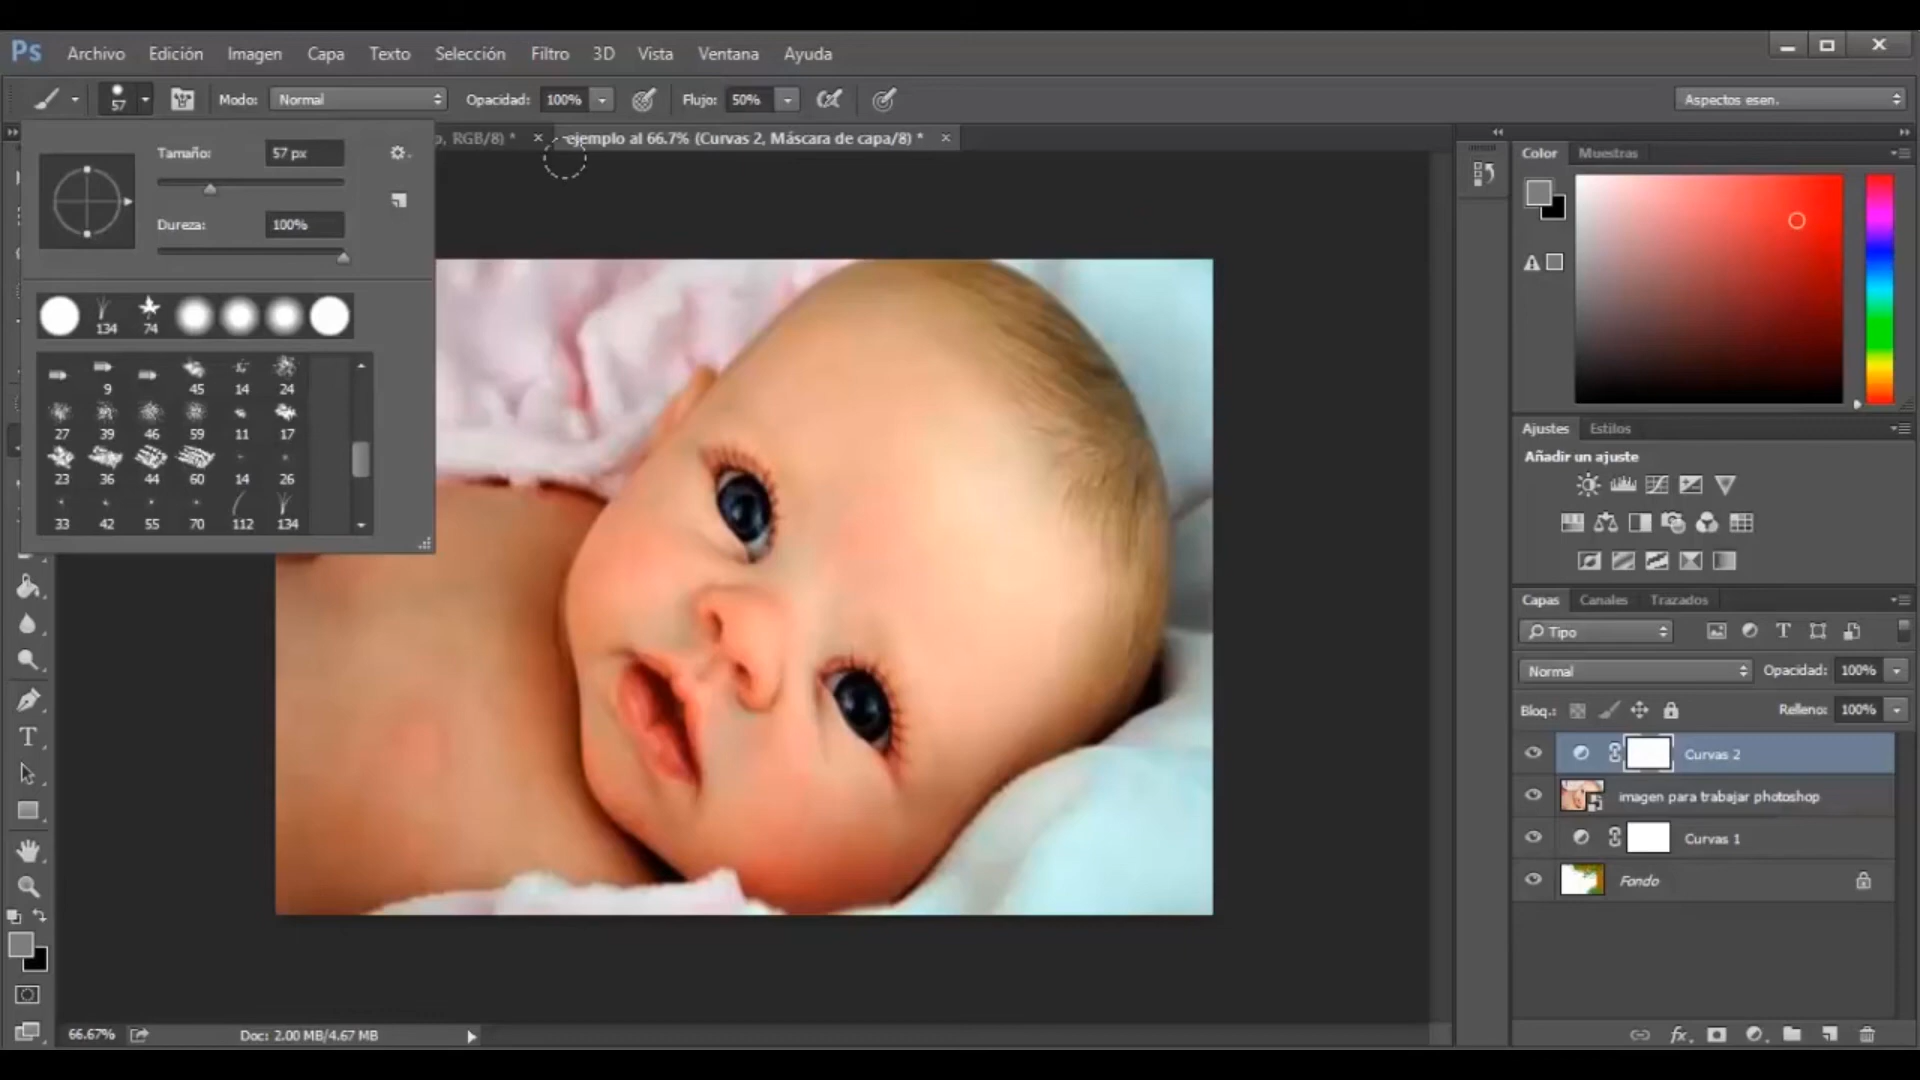 Ps Archivo Edición Imagen Capa Texto Selección Filtro 3D Vista Ventana Ayuda
57 Modo: Normal Opacidad: 100% Flujo: 50% Aspectos esen.
, RGB/8) * × ejemplo al 66.7% (Curvas 2, Máscara de capa/8) * ×
Tamaño: 57 px
Dureza: 100%
134 74
9 45 14 24
27 39 46 59 11 17
23 36 44 60 14 26
33 42 55 70 112 134
Color Muestras
Ajustes Estilos
Añadir un ajuste
Capas Canales Trazados
Tipo
Normal Opacidad: 100%
Bloq.: Relleno: 100%
Curvas 2
imagen para trabajar photoshop
Curvas 1
Fondo
T
66.67% Doc: 2.00 MB/4.67 MB
fx